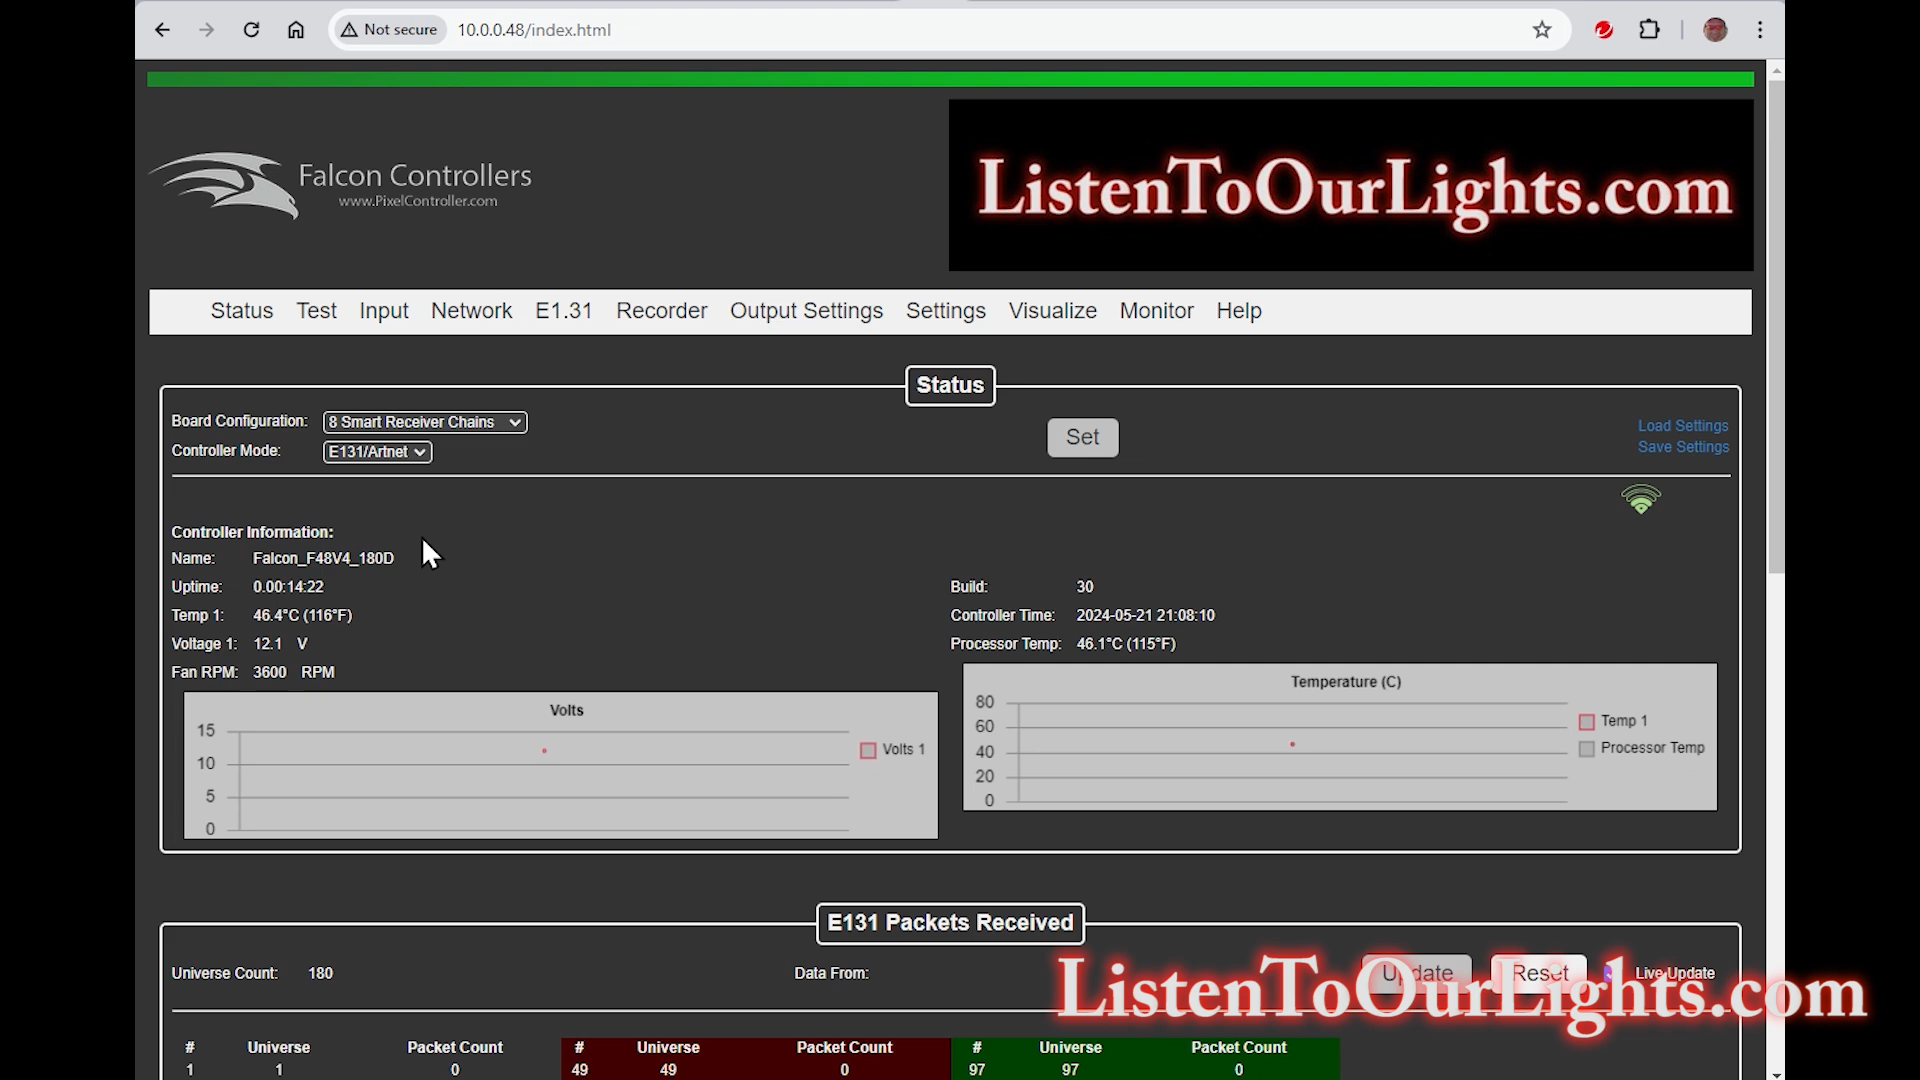 Not secure 10.0.0.48/index.html
Falcon Controllers
www.PixelController.com
ListenToOurLights.com
Status Test Input Network E1.31 Recorder Output Settings Settings Visualize Monitor Help
Status
Board Configuration: 8 Smart Receiver Chains
Controller Mode: E131/Artnet
Set
Load Settings
Save Settings
Controller Information:
Name: Falcon_F48V4_180D
Uptime: 0.00:14:22
Temp 1: 46.4°C (116°F)
Voltage 1: 12.1 V
Fan RPM: 3600 RPM
Build: 30
Controller Time: 2024-05-21 21:08:10
Processor Temp: 46.1°C (115°F)
Volts
15
10
5
0
Volts 1
Temperature (C)
80
60
40
20
0
Temp 1
Processor Temp
E131 Packets Received
Universe Count: 180 Data From: Update Reset Live Update
ListenToOurLights.com
# Universe Packet Count # Universe Packet Count # Universe Packet Count
1 1 0 49 49 0 97 97 0